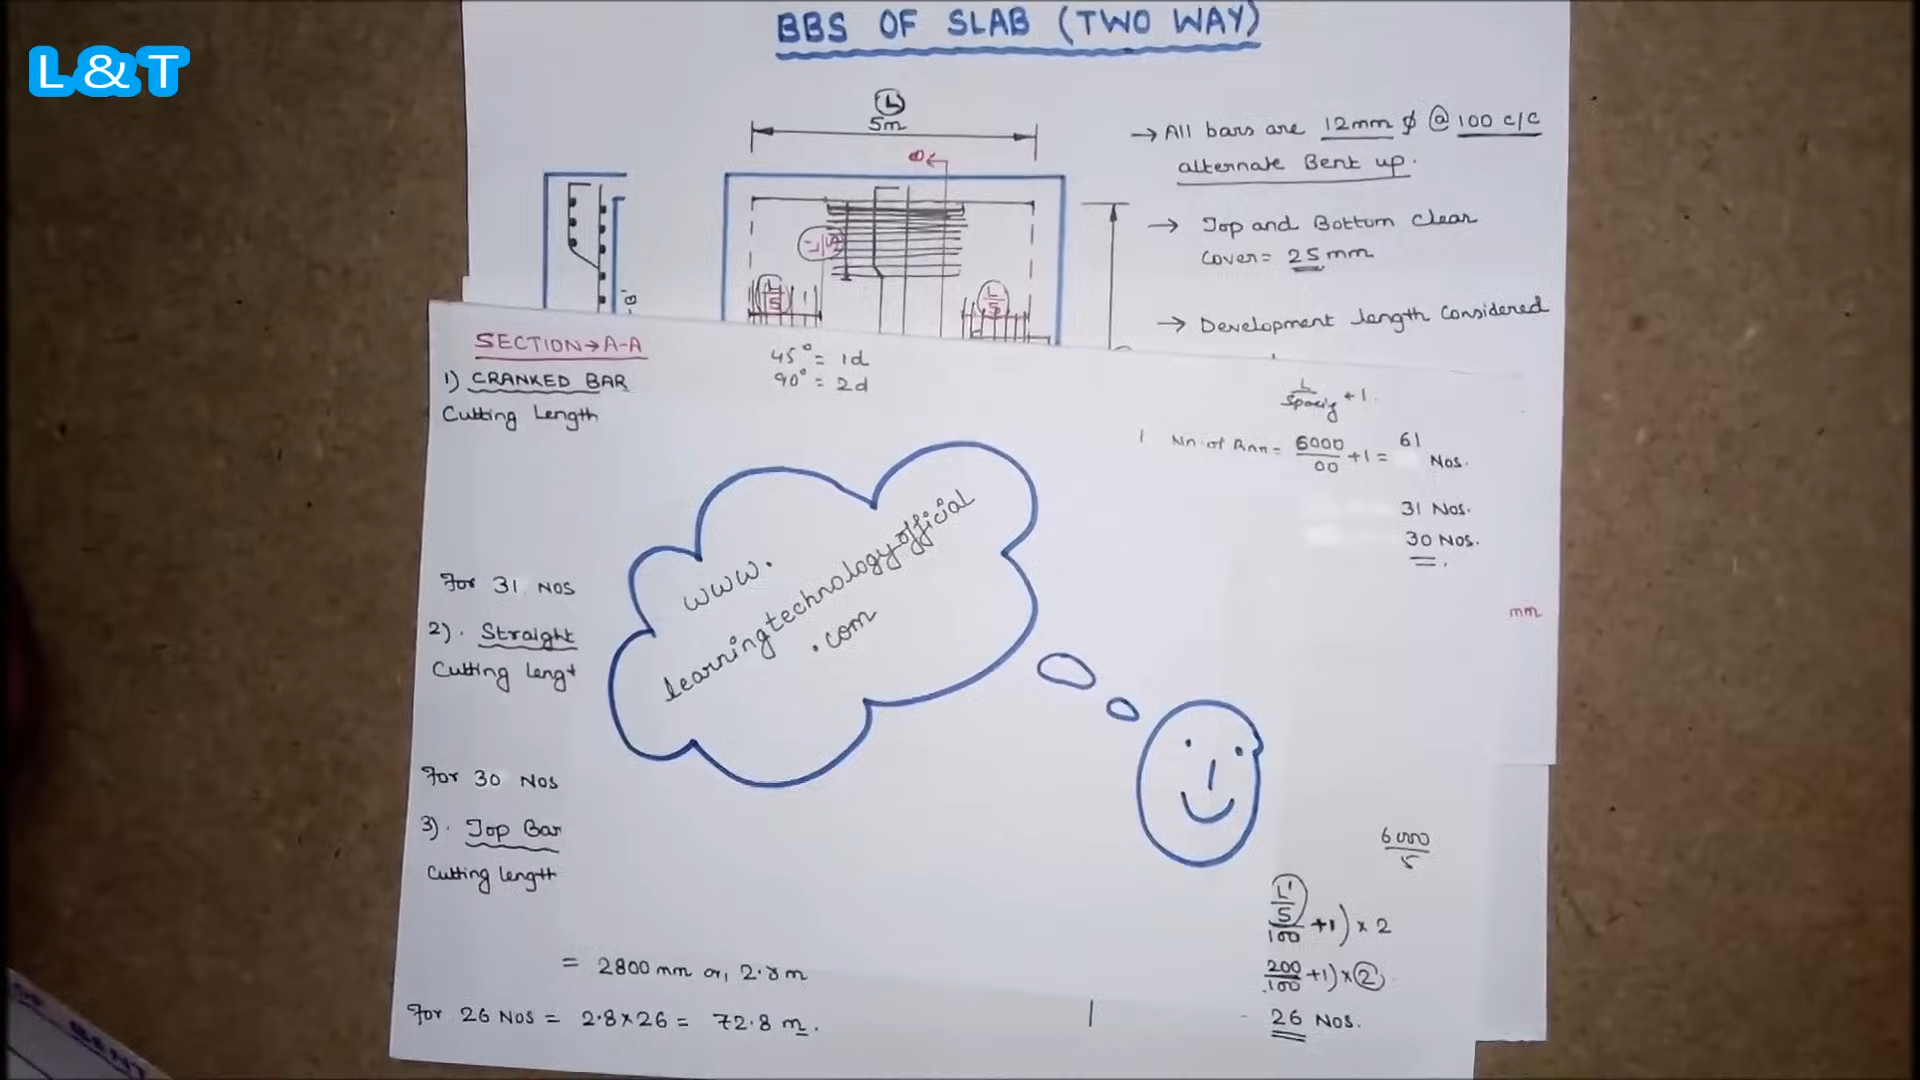 L&T
BBS OF SLAB (TWO WAY)
L
5m
→ All bars are 12mm ϕ @ 100 c/c
alternate Bent up.
→ Top and Bottom clear
Cover = 25mm
→ Development length considered
L
5
L
5
SECTION→A-A
1) CRANKED BAR
Cutting Length
45° = 1d
90° = 2d
L
Spacing + 1.
6000
00 + 1 = 61 Nos.
31 Nos.
30 Nos.
mm
For 31 Nos
2). Straight
Cutting Lengt
www.
learningtechnologyofficial
.com
For 30 Nos
3). Top Bar
Cutting length
6000
5
L'
5
100 + 1) x 2
200
100 + 1) x 2
26 Nos.
= 2800 mm or, 2.8 m
For 26 Nos = 2.8 x 26 = 72.8 m.